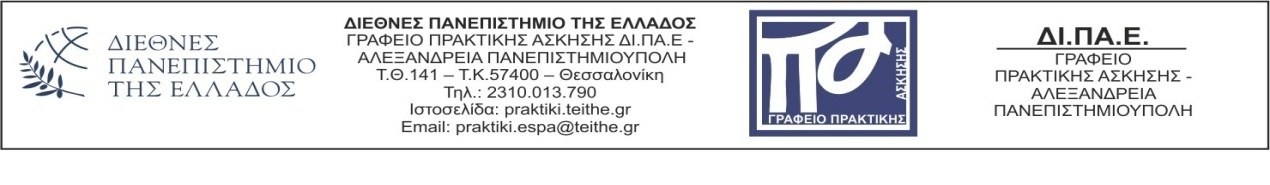 ΔΙΕΘΝΕΣ
ΠΑΝΕΠΙΣΤΗΜΙΟ
ΤΗΣ ΕΛΛΑΔΟΣ
ΔΙΕΘΝΕΣ ΠΑΝΕΠΙΣΤΗΜΙΟ ΤΗΣ ΕΛΛΑΔΟΣ
ΓΡΑΦΕΙΟ ΠΡΑΚΤΙΚΗΣ ΑΣΚΗΣΗΣ ΔΙ.ΠΑ.Ε -
ΑΛΕΞΑΝΔΡΕΙΑ ΠΑΝΕΠΙΣΤΗΜΙΟΥΠΟΛΗ
Τ.Θ.141 – Τ.Κ.57400 – Θεσσαλονίκη
Τηλ.: 2310.013.790
Ιστοσελίδα: praktiki.teithe.gr
Email: praktiki.espa@teithe.gr
πα
ΑΣΚΗΣΗΣ
ΓΡΑΦΕΙΟ ΠΡΑΚΤΙΚΗΣ
ΔΙ.ΠΑ.Ε.
ΓΡΑΦΕΙΟ
ΠΡΑΚΤΙΚΗΣ ΑΣΚΗΣΗΣ -
ΑΛΕΞΑΝΔΡΕΙΑ
ΠΑΝΕΠΙΣΤΗΜΙΟΥΠΟΛΗ